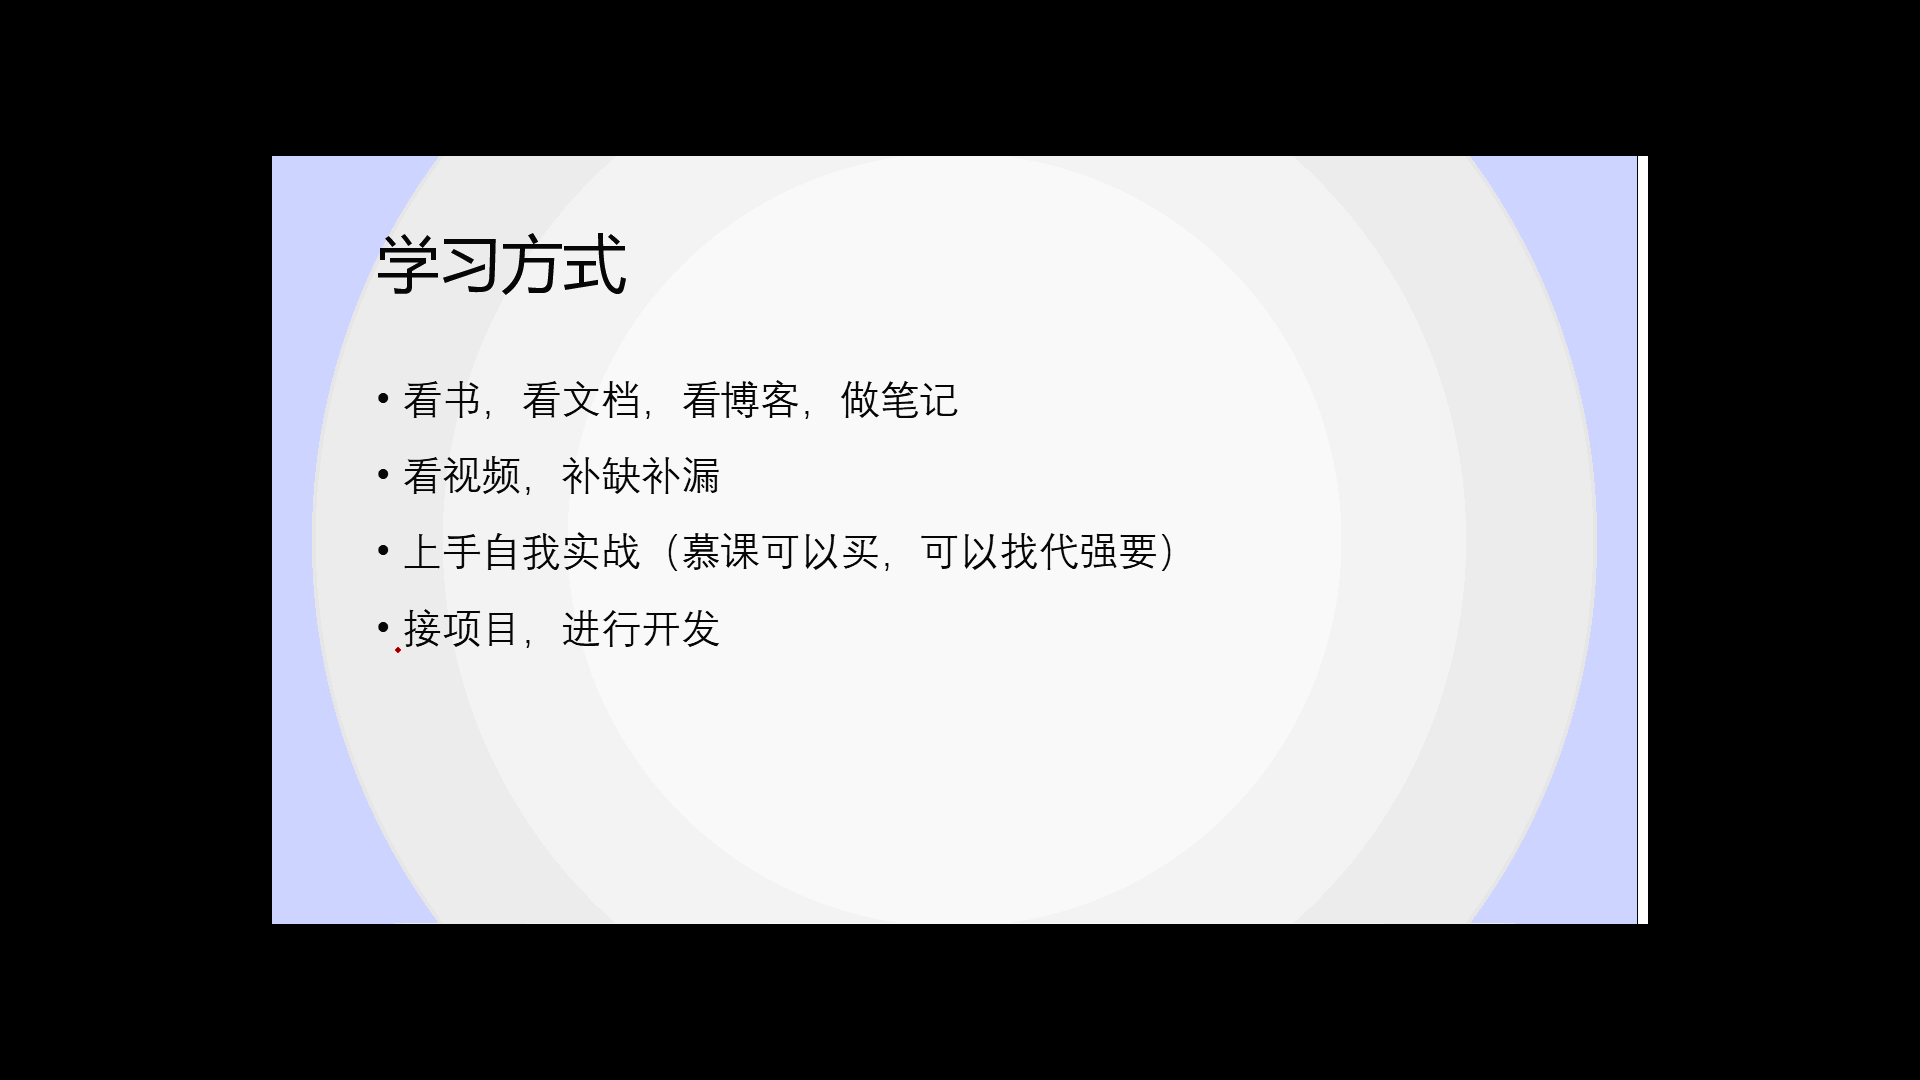 学习方式
• 看书，看文档，看博客，做笔记
• 看视频，补缺补漏
• 上手自我实战（慕课可以买，可以找代强要）
• 接项目，进行开发